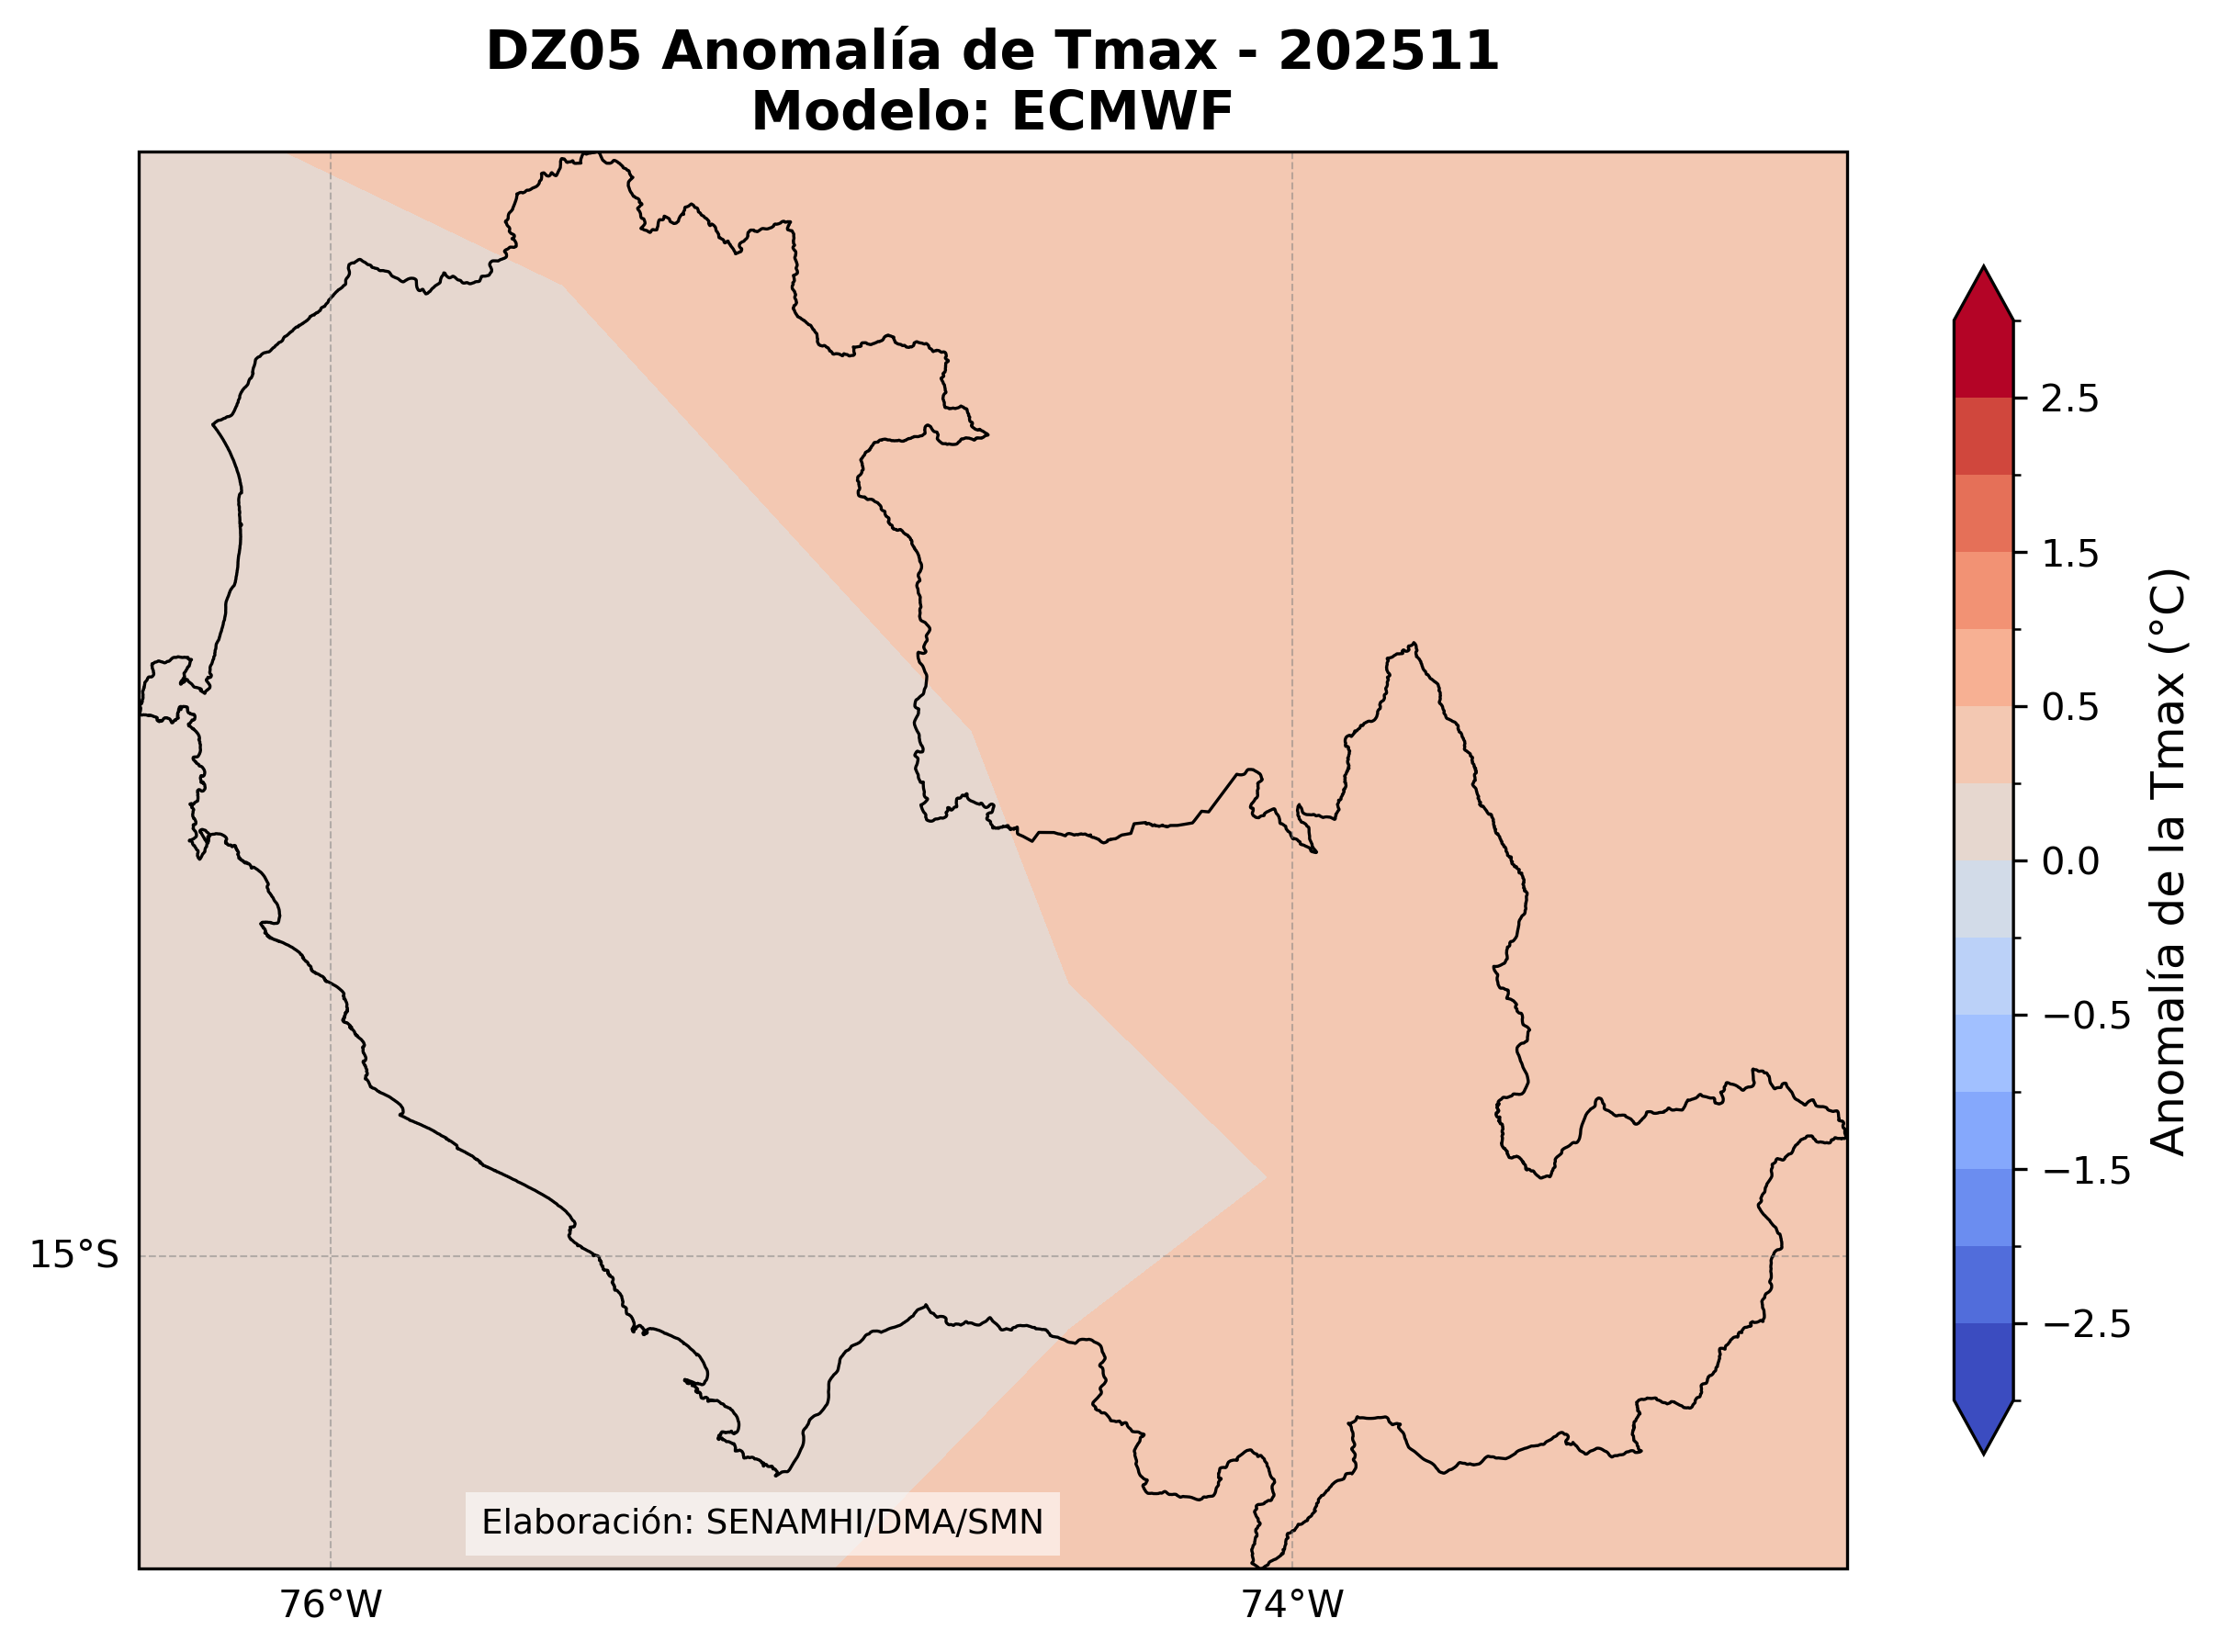 DZ05 Anomalía de Tmax - 202511
Modelo: ECMWF
2.5
1.5
0.5
0.0
−0.5
−1.5
−2.5
Anomalía de la Tmax (°C)
15°S
Elaboración: SENAMHI/DMA/SMN
76°W
74°W